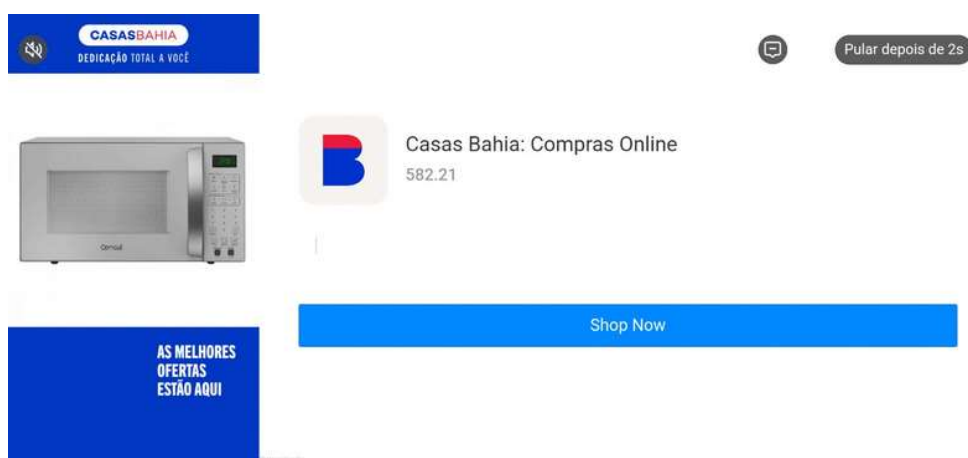 CASASBAHIA
DEDICAÇÃO TOTAL A VOCÊ
Pular depois de 2s
Casas Bahia: Compras Online
582.21
Consul
Shop Now
AS MELHORES
OFERTAS
ESTÃO AQUI